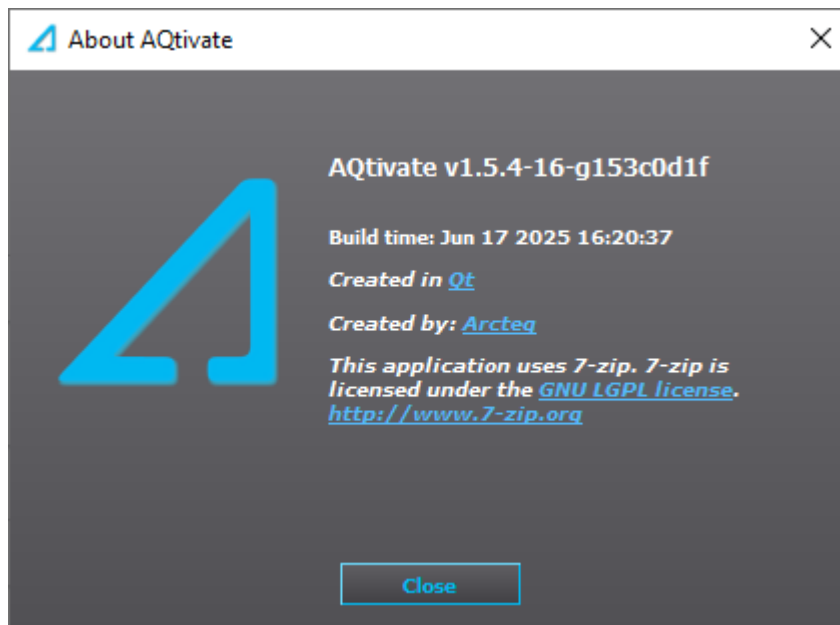 About AQtivate
AQtivate v1.5.4-16-g153c0d1f
Build time: Jun 17 2025 16:20:37
Created in Qt
Created by: Arcteq
This application uses 7-zip. 7-zip is
licensed under the GNU LGPL license.
http://www.7-zip.org
Close